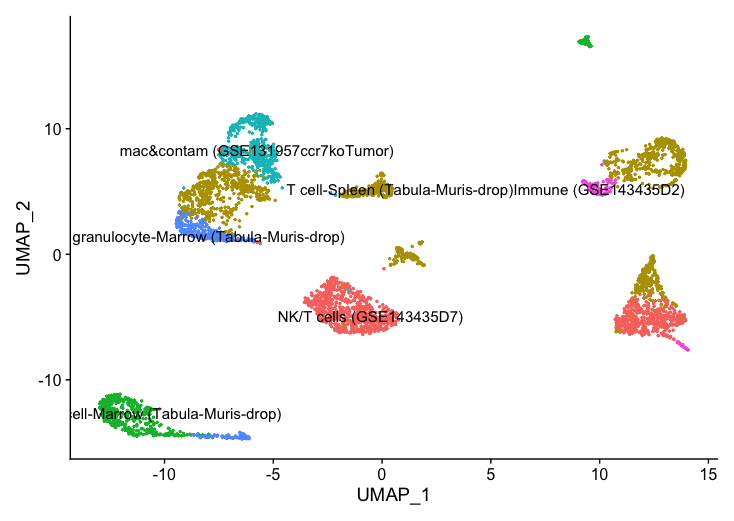 10
0
-10
UMAP_2
mac&contam (GSE131957ccr7koTumor)
T cell-Spleen (Tabula-Muris-drop)Immune (GSE143435D2)
granulocyte-Marrow (Tabula-Muris-drop)
NK/T cells (GSE143435D7)
cell-Marrow (Tabula-Muris-drop)
-10 -5 0 5 10 15
UMAP_1